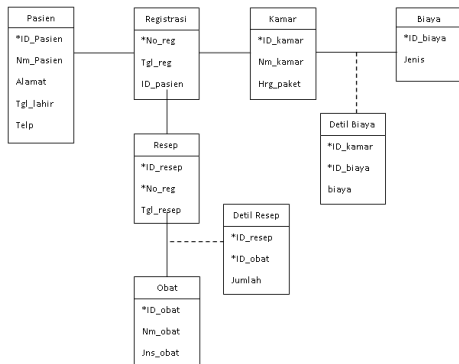 Pasien
*ID_Pasien
Nm_Pasien
Alamat
Tgl_lahir
Telp
Registrasi
*No_reg
Tgl_reg
ID_pasien
Kamar
*ID_kamar
Nm_kamar
Hrg_paket
Biaya
*ID_biaya
Jenis
Detil Biaya
*ID_kamar
*ID_biaya
biaya
Resep
*ID_resep
*No_reg
Tgl_resep
Detil Resep
*ID_resep
*ID_obat
Jumlah
Obat
*ID_obat
Nm_obat
Jns_obat